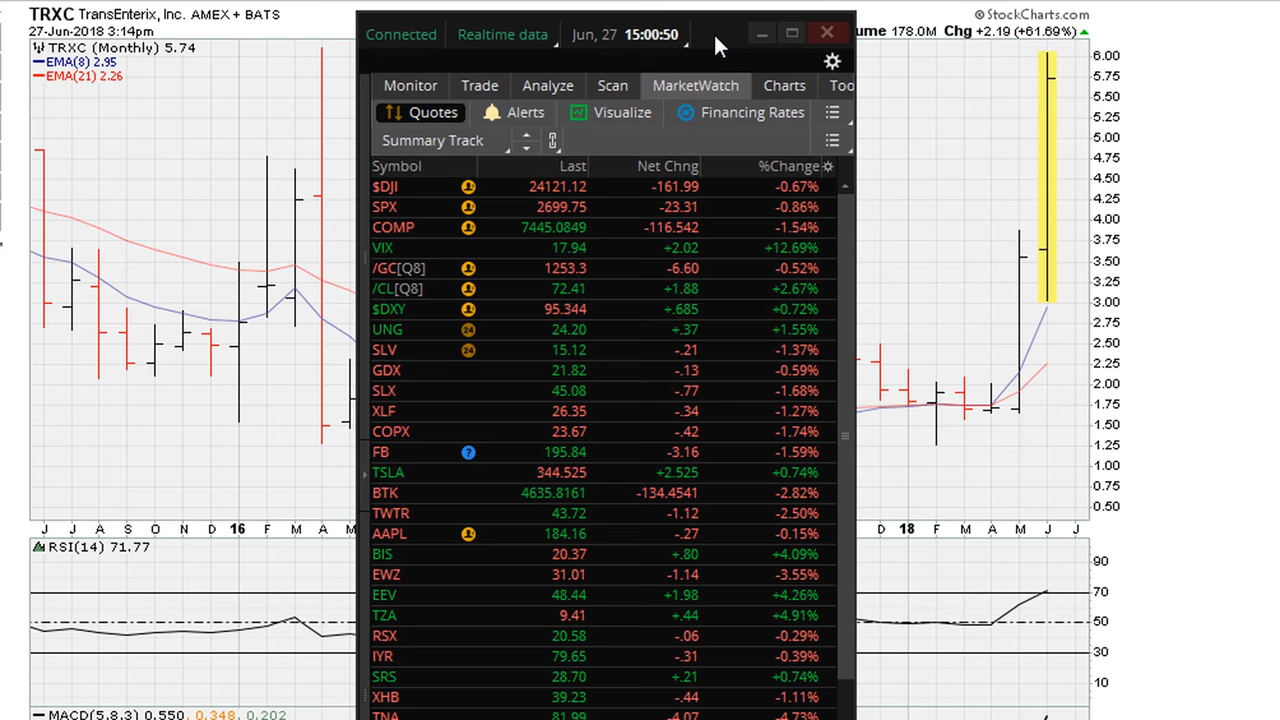 TRXC TransEnterix, Inc. AMEX + BATS
27-Jun-2018 3:14pm
TRXC (Monthly) 5.74
EMA(8) 2.95
EMA(21) 2.26
© StockCharts.com
ume 178.0M Chg +2.19 (+61.69%)
Connected Realtime data Jun, 27 15:00:50
Monitor Trade Analyze Scan MarketWatch Charts Too
Quotes Alerts Visualize Financing Rates
Summary Track
Symbol Last Net Chng %Change
$DJI 24121.12 -161.99 -0.67%
SPX 2699.75 -23.31 -0.86%
COMP 7445.0849 -116.542 -1.54%
VIX 17.94 +2.02 +12.69%
/GC[Q8] 1253.3 -6.60 -0.52%
/CL[Q8] 72.41 +1.88 +2.67%
$DXY 95.344 +.685 +0.72%
UNG 24 24.20 +.37 +1.55%
SLV 24 15.12 -.21 -1.37%
GDX 21.82 -.13 -0.59%
SLX 45.08 -.77 -1.68%
XLF 26.35 -.34 -1.27%
COPX 23.67 -.42 -1.74%
FB ? 195.84 -3.16 -1.59%
TSLA 344.525 +2.525 +0.74%
BTK 4635.8161 -134.4541 -2.82%
TWTR 43.72 -1.12 -2.50%
AAPL 184.16 -.27 -0.15%
BIS 20.37 +.80 +4.09%
EWZ 31.01 -1.14 -3.55%
EEV 48.44 +1.98 +4.26%
TZA 9.41 +.44 +4.91%
RSX 20.58 -.06 -0.29%
IYR 79.65 -.31 -0.39%
SRS 28.70 +.21 +0.74%
XHB 39.23 -.44 -1.11%
TNA 81.99 -4.07 -4.73%
6.00
5.75
5.50
5.25
5.00
4.75
4.50
4.25
4.00
3.75
3.50
3.25
3.00
2.75
2.50
2.25
2.00
1.75
1.50
1.25
1.00
0.75
0.50
J J A S O N D 16 F M A M
D 18 F M A M J J
RSI(14) 71.77
90
70
50
30
10
MACD(5,8,3) 0.550, 0.348, 0.202